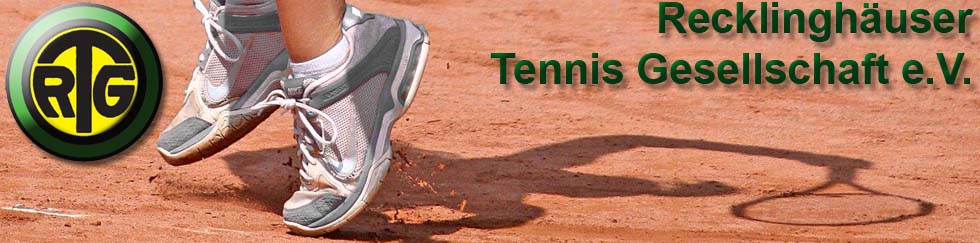 RTG
Recklinghäuser
Tennis Gesellschaft e.V.